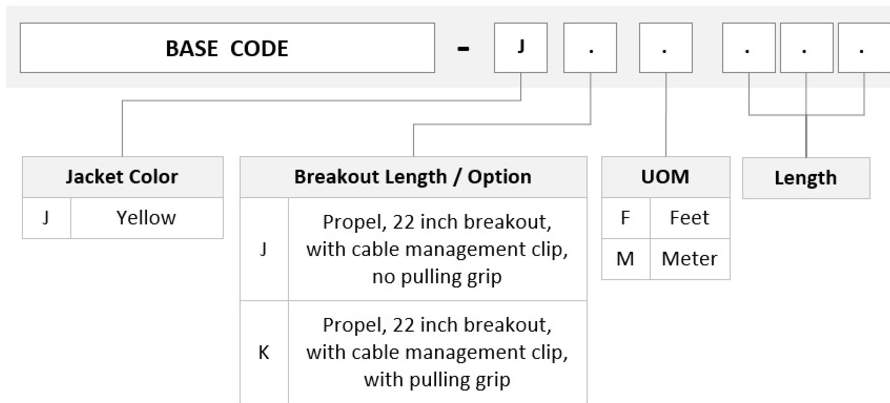 BASE CODE - J . . . . .
Jacket Color
J Yellow
Breakout Length / Option
J
Propel, 22 inch breakout,
with cable management clip,
no pulling grip
K
Propel, 22 inch breakout,
with cable management clip,
with pulling grip
UOM
F Feet
M Meter
Length